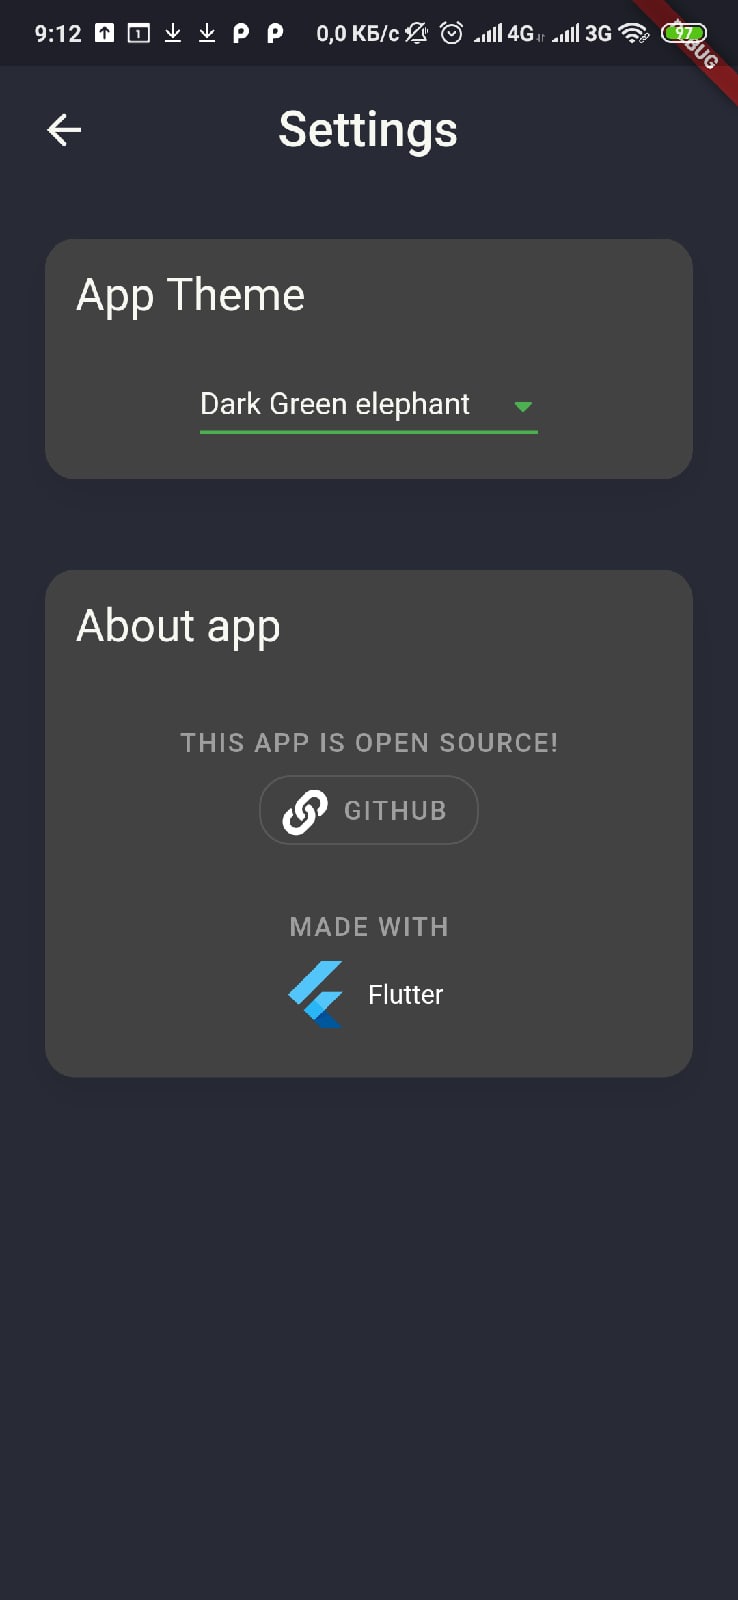 9:12 1 0,0 КБ/с 4G 3G 97
DEBUG
Settings
App Theme
Dark Green elephant
About app
THIS APP IS OPEN SOURCE!
GITHUB
MADE WITH
Flutter